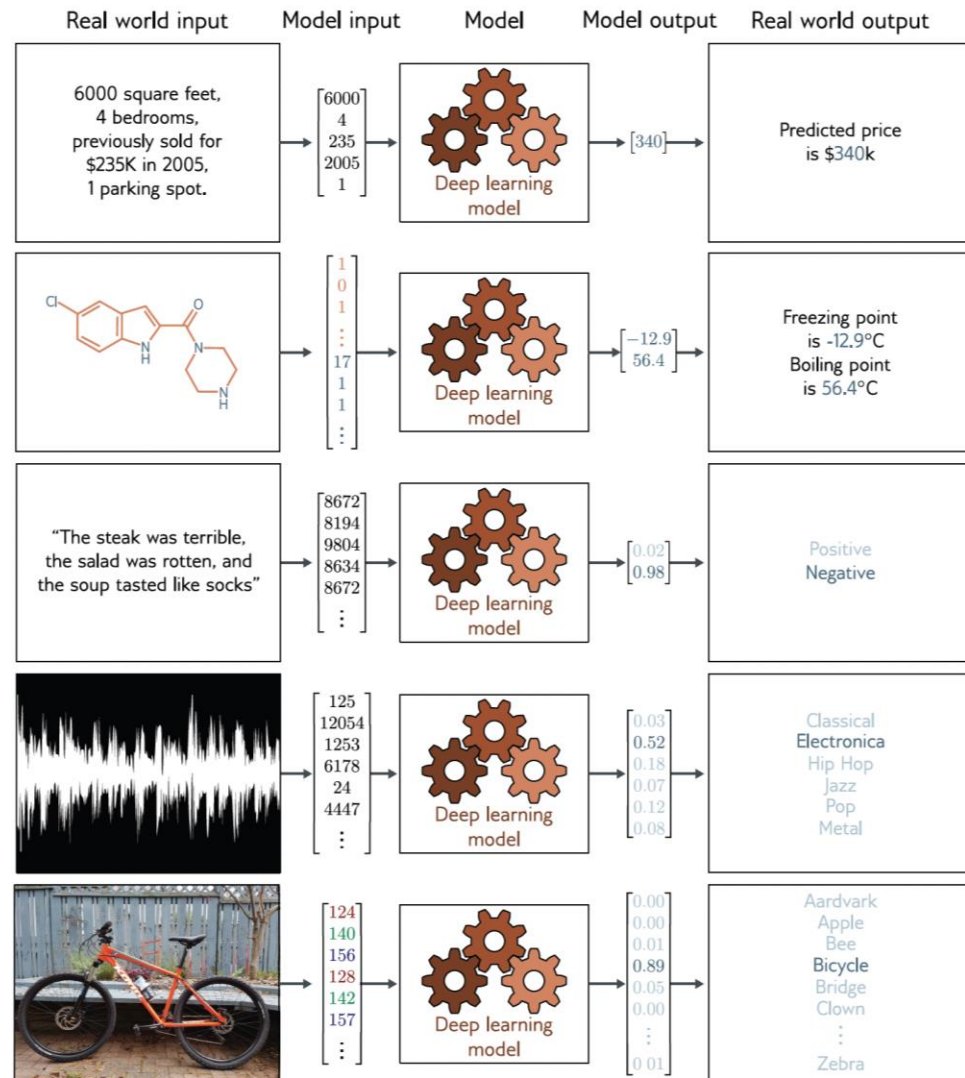 Real world input
Model input
Model
Model output
Real world output
6000 square feet,
4 bedrooms,
previously sold for
$235K in 2005,
1 parking spot.
6000
4
235
2005
1
Deep learning
model
340
Predicted price
is $340k
Cl
O
N
H
N
N
H
1
0
1
⋮
17
1
1
⋮
Deep learning
model
−12.9
56.4
Freezing point
is -12.9°C
Boiling point
is 56.4°C
“The steak was terrible,
the salad was rotten, and
the soup tasted like socks”
8672
8194
9804
8634
8672
⋮
Deep learning
model
0.02
0.98
Positive
Negative
125
12054
1253
6178
24
4447
⋮
Deep learning
model
0.03
0.52
0.18
0.07
0.12
0.08
Classical
Electronica
Hip Hop
Jazz
Pop
Metal
124
140
156
128
142
157
⋮
Deep learning
model
0.00
0.00
0.01
0.89
0.05
0.00
⋮
0 01
Aardvark
Apple
Bee
Bicycle
Bridge
Clown
⋮
Zebra